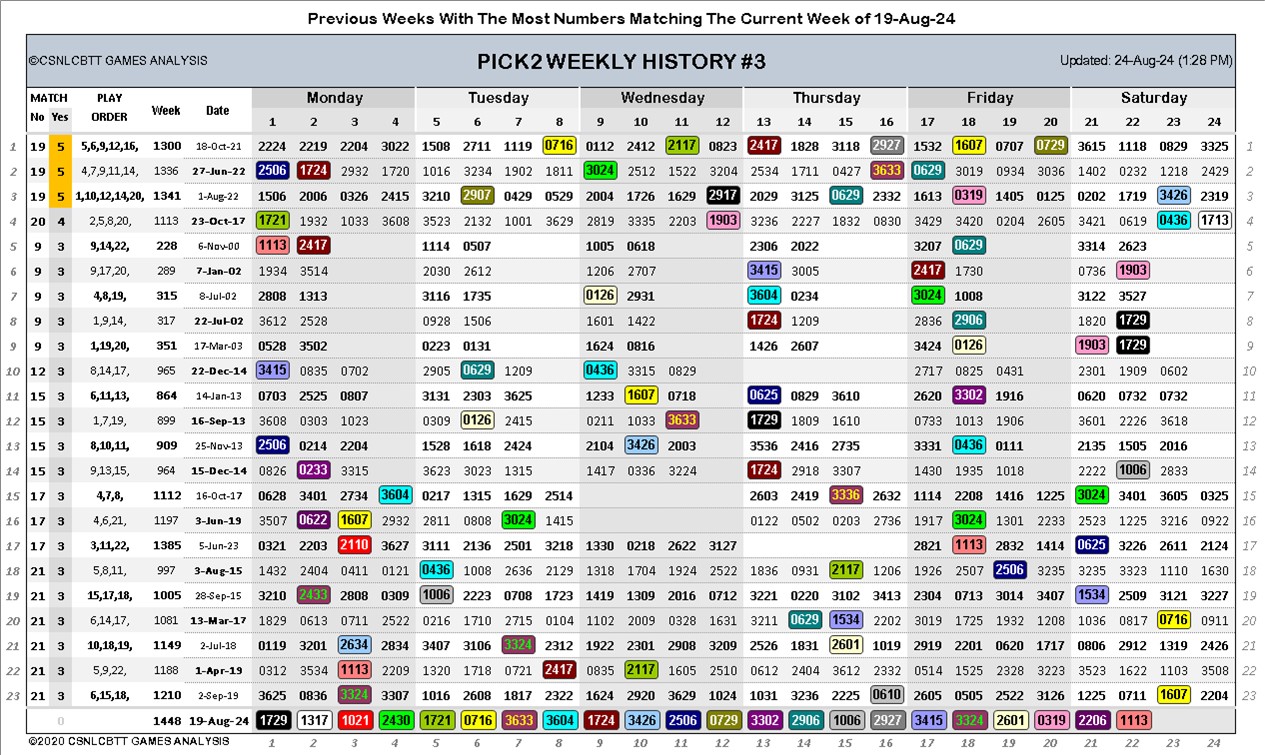 Previous Weeks With The Most Numbers Matching The Current Week of 19-Aug-24
©CSNLCBTT GAMES ANALYSIS PICK2 WEEKLY HISTORY #3 Updated: 24-Aug-24 (1:28 PM)
MATCH PLAY Week Date Monday Tuesday Wednesday Thursday Friday Saturday
No Yes ORDER 1 2 3 4 5 6 7 8 9 10 11 12 13 14 15 16 17 18 19 20 21 22 23 24
1 19 5 5,6,9,12,16, 1300 18-Oct-21 2224 2219 2204 3022 1508 2711 1119 0716 0112 2412 2117 0823 2417 1828 3118 2927 1532 1607 0707 0729 3615 1118 0829 3325 1
2 19 5 4,7,9,11,14, 1336 27-Jun-22 2506 1724 2932 1720 1016 3234 1902 1811 3024 2512 1522 3204 2534 1711 0427 3633 0629 3019 0934 3036 1402 0232 1218 2429 2
3 19 5 1,10,12,14,20, 1341 1-Aug-22 1506 2006 0326 2415 3210 2907 0429 0529 2004 1726 1629 2917 2029 3125 0629 2332 1613 0319 1405 0125 0202 1719 3426 2319 3
4 20 4 2,5,8,20, 1113 23-Oct-17 1721 1932 1033 3608 3523 2132 1001 3629 2819 3335 2203 1903 3236 2227 1832 0830 3429 3420 0204 2605 3421 0619 0436 1713 4
5 9 3 9,14,22, 228 6-Nov-00 1113 2417 1114 0507 1005 0618 2306 2022 3207 0629 3314 2623 5
6 9 3 9,17,20, 289 7-Jan-02 1934 3514 2030 2612 1206 2707 3415 3005 2417 1730 0736 1903 6
7 9 3 4,8,19, 315 8-Jul-02 2808 1313 3116 1735 0126 2931 3604 0234 3024 1008 3122 3527 7
8 9 3 1,9,14, 317 22-Jul-02 3612 2528 0928 1506 1601 1422 1724 1209 2836 2906 1820 1729 8
9 9 3 1,19,20, 351 17-Mar-03 0528 3502 0223 0131 1624 0816 1426 2607 3424 0126 1903 1729 9
10 12 3 8,14,17, 965 22-Dec-14 3415 0835 0702 2905 0629 1209 0436 3315 0829 2717 0825 0431 2301 1909 0602 10
11 15 3 6,11,13, 864 14-Jan-13 0703 2525 0807 3131 2303 3625 1233 1607 0718 0625 0829 3610 2620 3302 1916 0620 0732 0732 11
12 15 3 1,7,19, 899 16-Sep-13 3608 0303 1023 0309 0126 2415 0211 1033 3633 1729 1809 1610 0733 1013 1906 3601 2226 3618 12
13 15 3 8,10,11, 909 25-Nov-13 2506 0214 2204 1528 1618 2424 2104 3426 2003 3536 2416 2735 3331 0436 0111 2135 1505 2016 13
14 15 3 9,13,15, 964 15-Dec-14 0826 0233 3315 3623 3023 1315 1417 0336 3224 1724 2918 3307 1430 1935 1018 2222 1006 2833 14
15 17 3 4,7,8, 1112 16-Oct-17 0628 3401 2734 3604 0217 1315 1629 2514 2603 2419 3336 2632 1114 2208 1416 1225 3024 3401 3605 0325 15
16 17 3 4,6,21, 1197 3-Jun-19 3507 0622 1607 2932 2811 0808 3024 1415 0122 0502 0203 2736 1917 3024 1301 2233 2523 1225 3216 0922 16
17 17 3 3,11,22, 1385 5-Jun-23 0321 2203 2110 3627 3111 2136 2501 3218 1330 0218 2622 3127 2821 1113 2832 1414 0625 3226 2611 2124 17
18 21 3 5,8,11, 997 3-Aug-15 1432 2404 0411 0121 0436 1008 2636 2129 1318 1704 1924 2522 1836 0931 2117 1206 1926 2507 2506 3235 3235 2323 1110 1630 18
19 21 3 15,17,18, 1005 28-Sep-15 3210 2433 2808 0309 1006 2223 0708 1723 1419 1309 2016 0712 3221 0220 3102 3413 2304 0713 3014 3407 1534 2509 3121 3227 19
20 21 3 6,14,17, 1081 13-Mar-17 1829 0613 0711 2522 0216 1710 2715 0104 1102 2009 0328 1631 3211 0629 1534 2202 3019 1725 1932 1208 1036 0817 0716 0911 20
21 21 3 10,18,19, 1149 2-Jul-18 0119 3201 2634 2834 3407 3106 3324 2312 1322 2301 2908 3209 2526 1831 2601 1019 2919 2201 0620 1717 0806 2912 1319 2426 21
22 21 3 5,9,22, 1188 1-Apr-19 0312 3534 1113 2209 1320 1718 0721 2417 0835 2117 1605 2510 0612 2404 3612 2332 0514 1525 2328 3223 3523 1622 1103 3508 22
23 21 3 6,15,18, 1210 2-Sep-19 3625 0836 3324 3307 1016 2608 1817 2322 1624 2920 3629 1024 1031 3336 2225 0610 2605 0505 2522 3126 1225 0711 1607 2204 23
0 1448 19-Aug-24 1729 1317 1021 2430 1721 0716 3633 3604 1724 3426 2506 0729 3302 2906 1006 2927 3415 3324 2601 0319 2206 1113
©2020 CSNLCBTT GAMES ANALYSIS 1 2 3 4 5 6 7 8 9 10 11 12 13 14 15 16 17 18 19 20 21 22 23 24